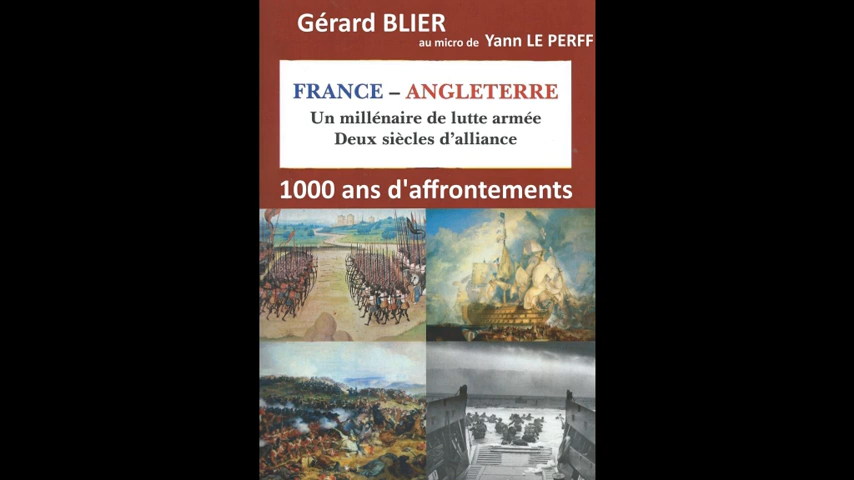 Gérard BLIER
au micro de Yann LE PERFF
FRANCE – ANGLETERRE
Un millénaire de lutte armée
Deux siècles d'alliance
1000 ans d'affrontements